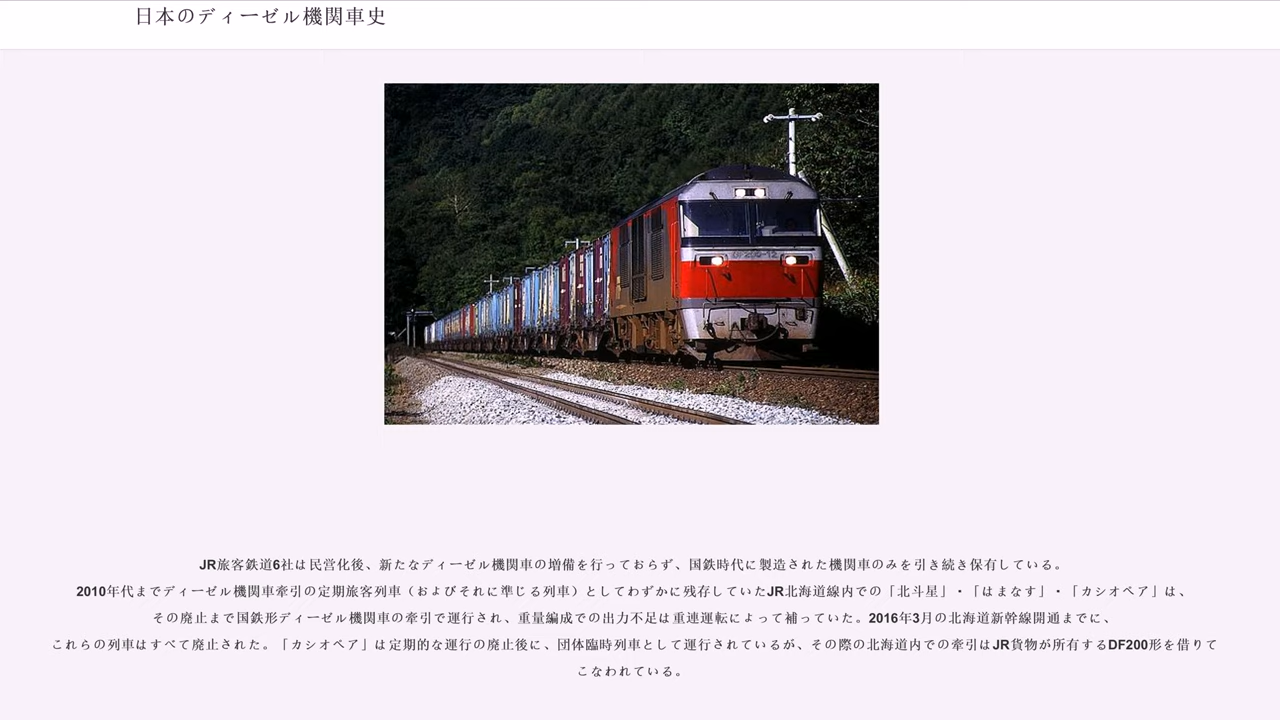 日本のディーゼル機関車史
DF200-12
JR旅客鉄道6社は民営化後、新たなディーゼル機関車の増備を行っておらず、国鉄時代に製造された機関車のみを引き続き保有している。
2010年代までディーゼル機関車牽引の定期旅客列車（およびそれに準じる列車）としてわずかに残存していたJR北海道線内での「北斗星」・「はまなす」・「カシオペア」は、
その廃止まで国鉄形ディーゼル機関車の牽引で運行され、重量編成での出力不足は重連運転によって補っていた。2016年3月の北海道新幹線開通までに、
これらの列車はすべて廃止された。「カシオペア」は定期的な運行の廃止後に、団体臨時列車として運行されているが、その際の北海道内での牽引はJR貨物が所有するDF200形を借りて
こなわれている。